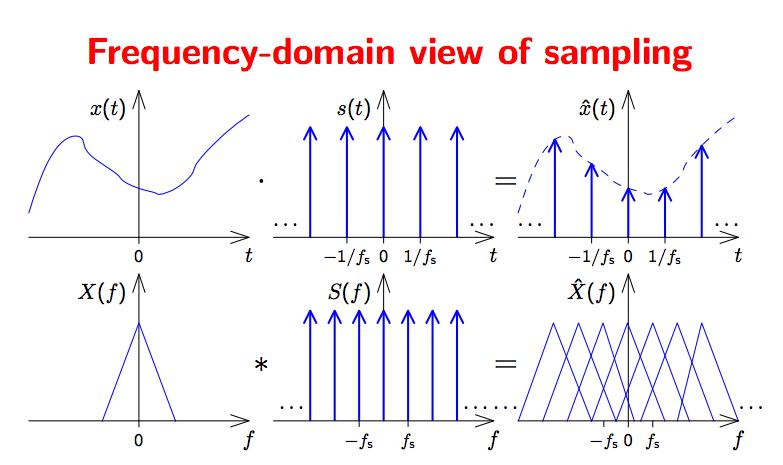 Frequency-domain view of sampling
x(t) s(t) x̂(t)
· =
… … … …
0 t −1/fₛ 0 1/fₛ t −1/fₛ 0 1/fₛ t
X(f) S(f) X̂(f)
∗ =
… … … …
0 f −fₛ fₛ f −fₛ 0 fₛ f